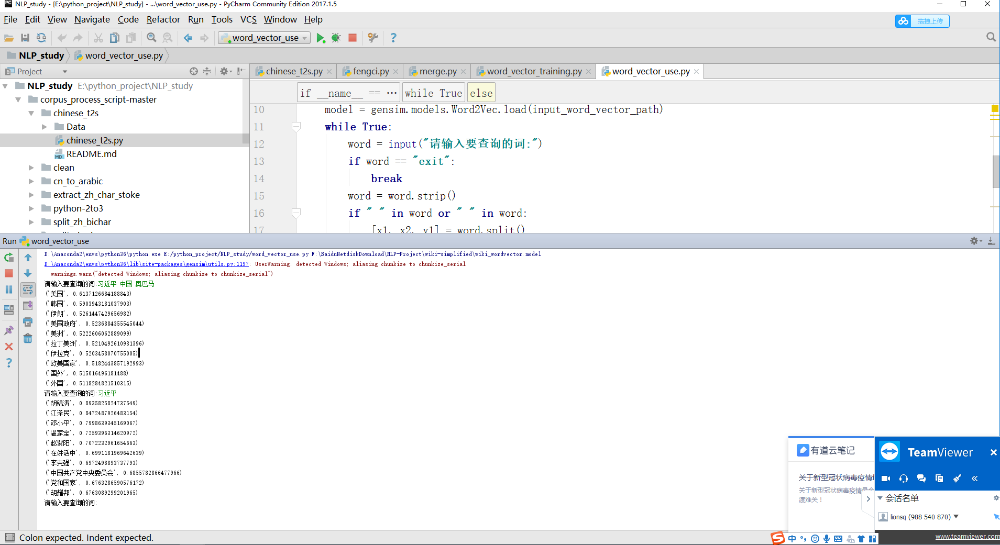 NLP_study - [E:\python_project\NLP_study] - ...\word_vector_use.py - PyCharm Community Edition 2017.1.5
File Edit View Navigate Code Refactor Run Tools VCS Window Help
拖拽上传
word_vector_use
NLP_study word_vector_use.py
Project
chinese_t2s.py fengci.py merge.py word_vector_training.py word_vector_use.py
NLP_study E:\python_project\NLP_study
corpus_process_script-master
chinese_t2s
Data
chinese_t2s.py
README.md
clean
cn_to_arabic
extract_zh_char_stoke
python-2to3
split_zh_bichar
if __name__ == ... while True else
10 model = gensim.models.Word2Vec.load(input_word_vector_path)
11 while True:
12 word = input("请输入要查询的词:")
13 if word == "exit":
14 break
15 word = word.strip()
16 if " " in word or " " in word:
17 [x1, x2, y1] = word.split()
Run word_vector_use
D:\Anaconda2\envs\python36\python.exe E:/python_project/NLP_study/word_vector_use.py F:\BaiduNetdiskDownload\NLP-Project\wiki-simplified\wiki_wordvector.model
D:\Anaconda2\envs\python36\lib\site-packages\gensim\utils.py:1197: UserWarning: detected Windows; aliasing chunkize to chunkize_serial
warnings.warn("detected Windows; aliasing chunkize to chunkize_serial")
请输入要查询的词:习近平 中国 奥巴马
('美国', 0.6137126684188843)
('韩国', 0.5903943181037903)
('伊朗', 0.5261447429656982)
('美国政府', 0.5236884355545044)
('美洲', 0.5222606062889099)
('拉丁美洲', 0.5210492610931396)
('伊拉克', 0.5203458070755005)
('欧美国家', 0.5182443857192993)
('国外', 0.515016496181488)
('外国', 0.5118284821510315)
请输入要查询的词:习近平
('胡锦涛', 0.8935825824737549)
('江泽民', 0.8472487926483154)
('邓小平', 0.7998639345169067)
('温家宝', 0.7259396314620972)
('赵紫阳', 0.7072232961654663)
('在讲话中', 0.6991181969642639)
('李克强', 0.6972498893737793)
('中国共产党中央委员会', 0.6855782866477966)
('党和国家', 0.6763286590576172)
('胡耀邦', 0.6763089299201965)
请输入要查询的词:
有道云笔记
关于新型冠状病毒疫情
关于新型冠状病毒疫情
渡难关！
TeamViewer
会话名单
lionsq (988 540 870)
www.teamviewer.com
中
Colon expected. Indent expected.